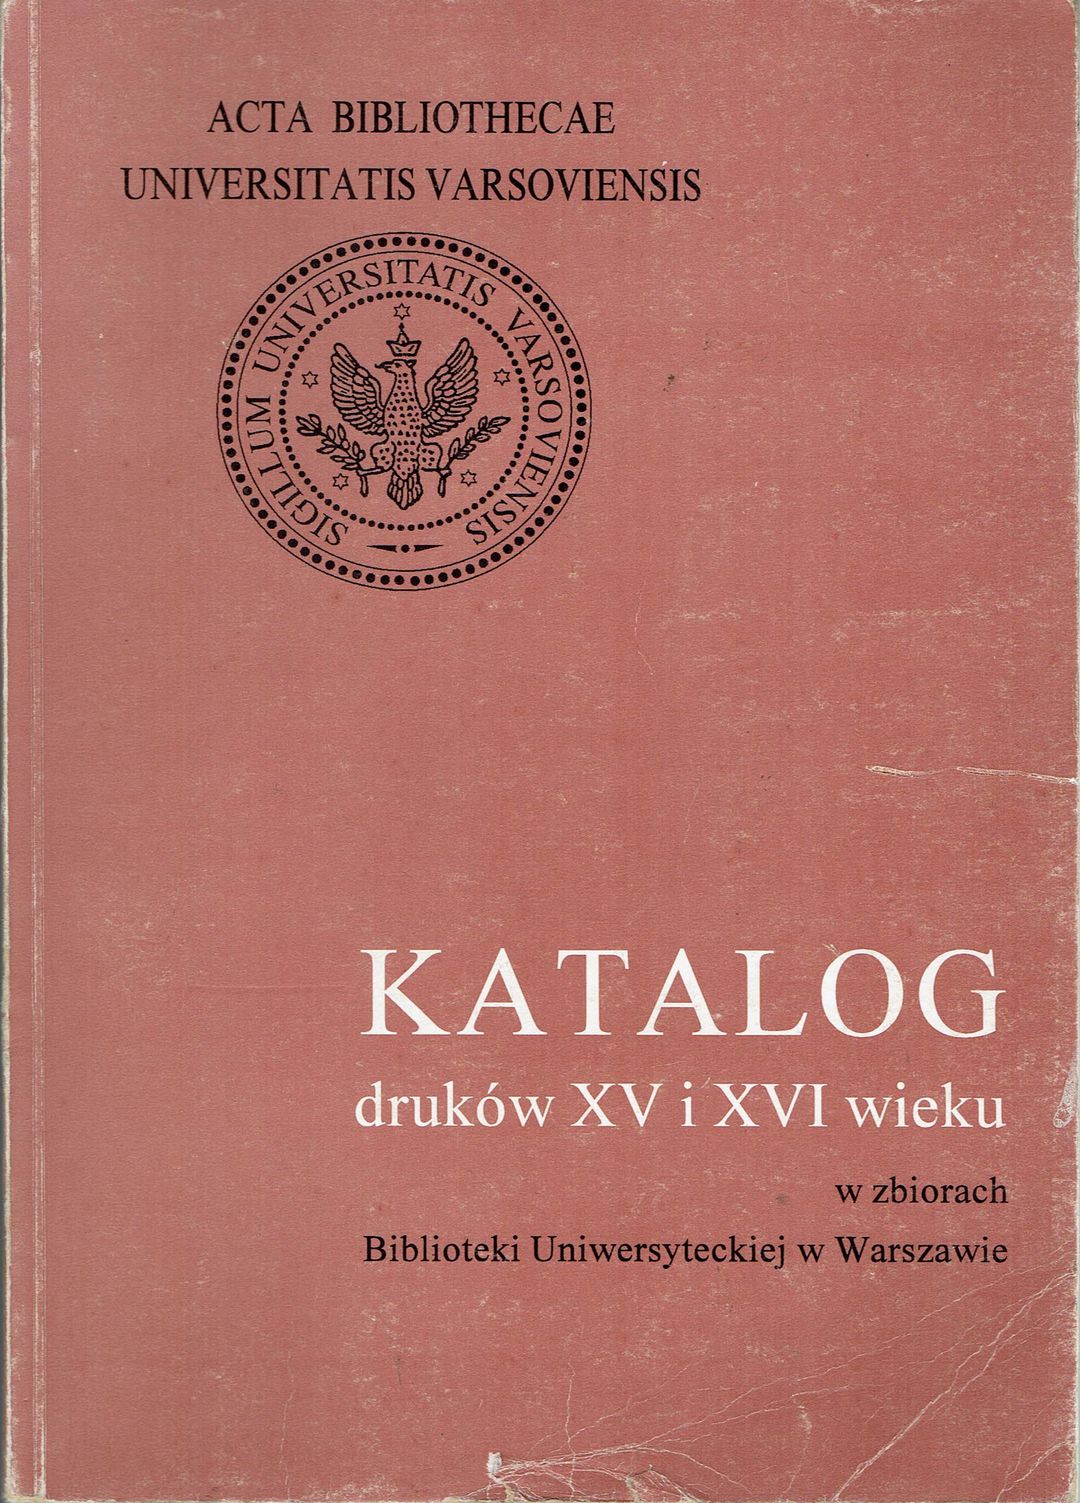 ACTA BIBLIOTHECAE
UNIVERSITATIS VARSOVIENSIS
SIGILLUM UNIVERSITATIS VARSOVIENSIS
KATALOG
druków XV i XVI wieku
w zbiorach
Biblioteki Uniwersyteckiej w Warszawie